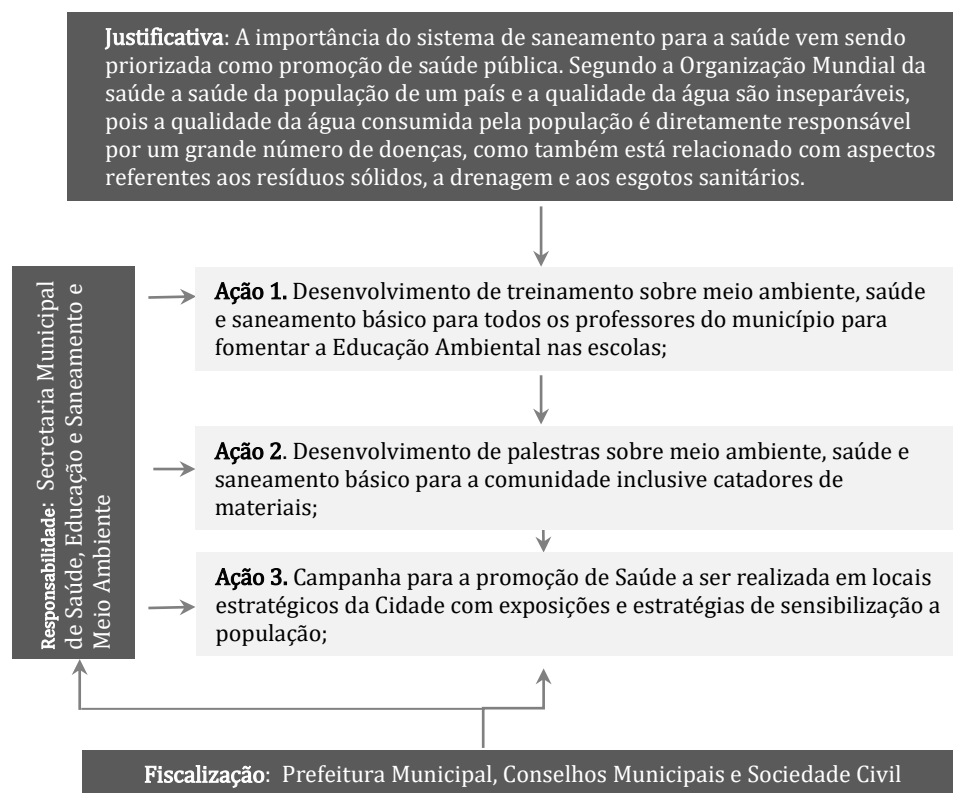 Justificativa: A importância do sistema de saneamento para a saúde vem sendo
priorizada como promoção de saúde pública. Segundo a Organização Mundial da
saúde a saúde da população de um país e a qualidade da água são inseparáveis,
pois a qualidade da água consumida pela população é diretamente responsável
por um grande número de doenças, como também está relacionado com aspectos
referentes aos resíduos sólidos, a drenagem e aos esgotos sanitários.
Responsabilidade: Secretaria Municipal
de Saúde, Educação e Saneamento e
Meio Ambiente
Ação 1. Desenvolvimento de treinamento sobre meio ambiente, saúde
e saneamento básico para todos os professores do município para
fomentar a Educação Ambiental nas escolas;
Ação 2. Desenvolvimento de palestras sobre meio ambiente, saúde e
saneamento básico para a comunidade inclusive catadores de
materiais;
Ação 3. Campanha para a promoção de Saúde a ser realizada em locais
estratégicos da Cidade com exposições e estratégias de sensibilização a
população;
Fiscalização: Prefeitura Municipal, Conselhos Municipais e Sociedade Civil